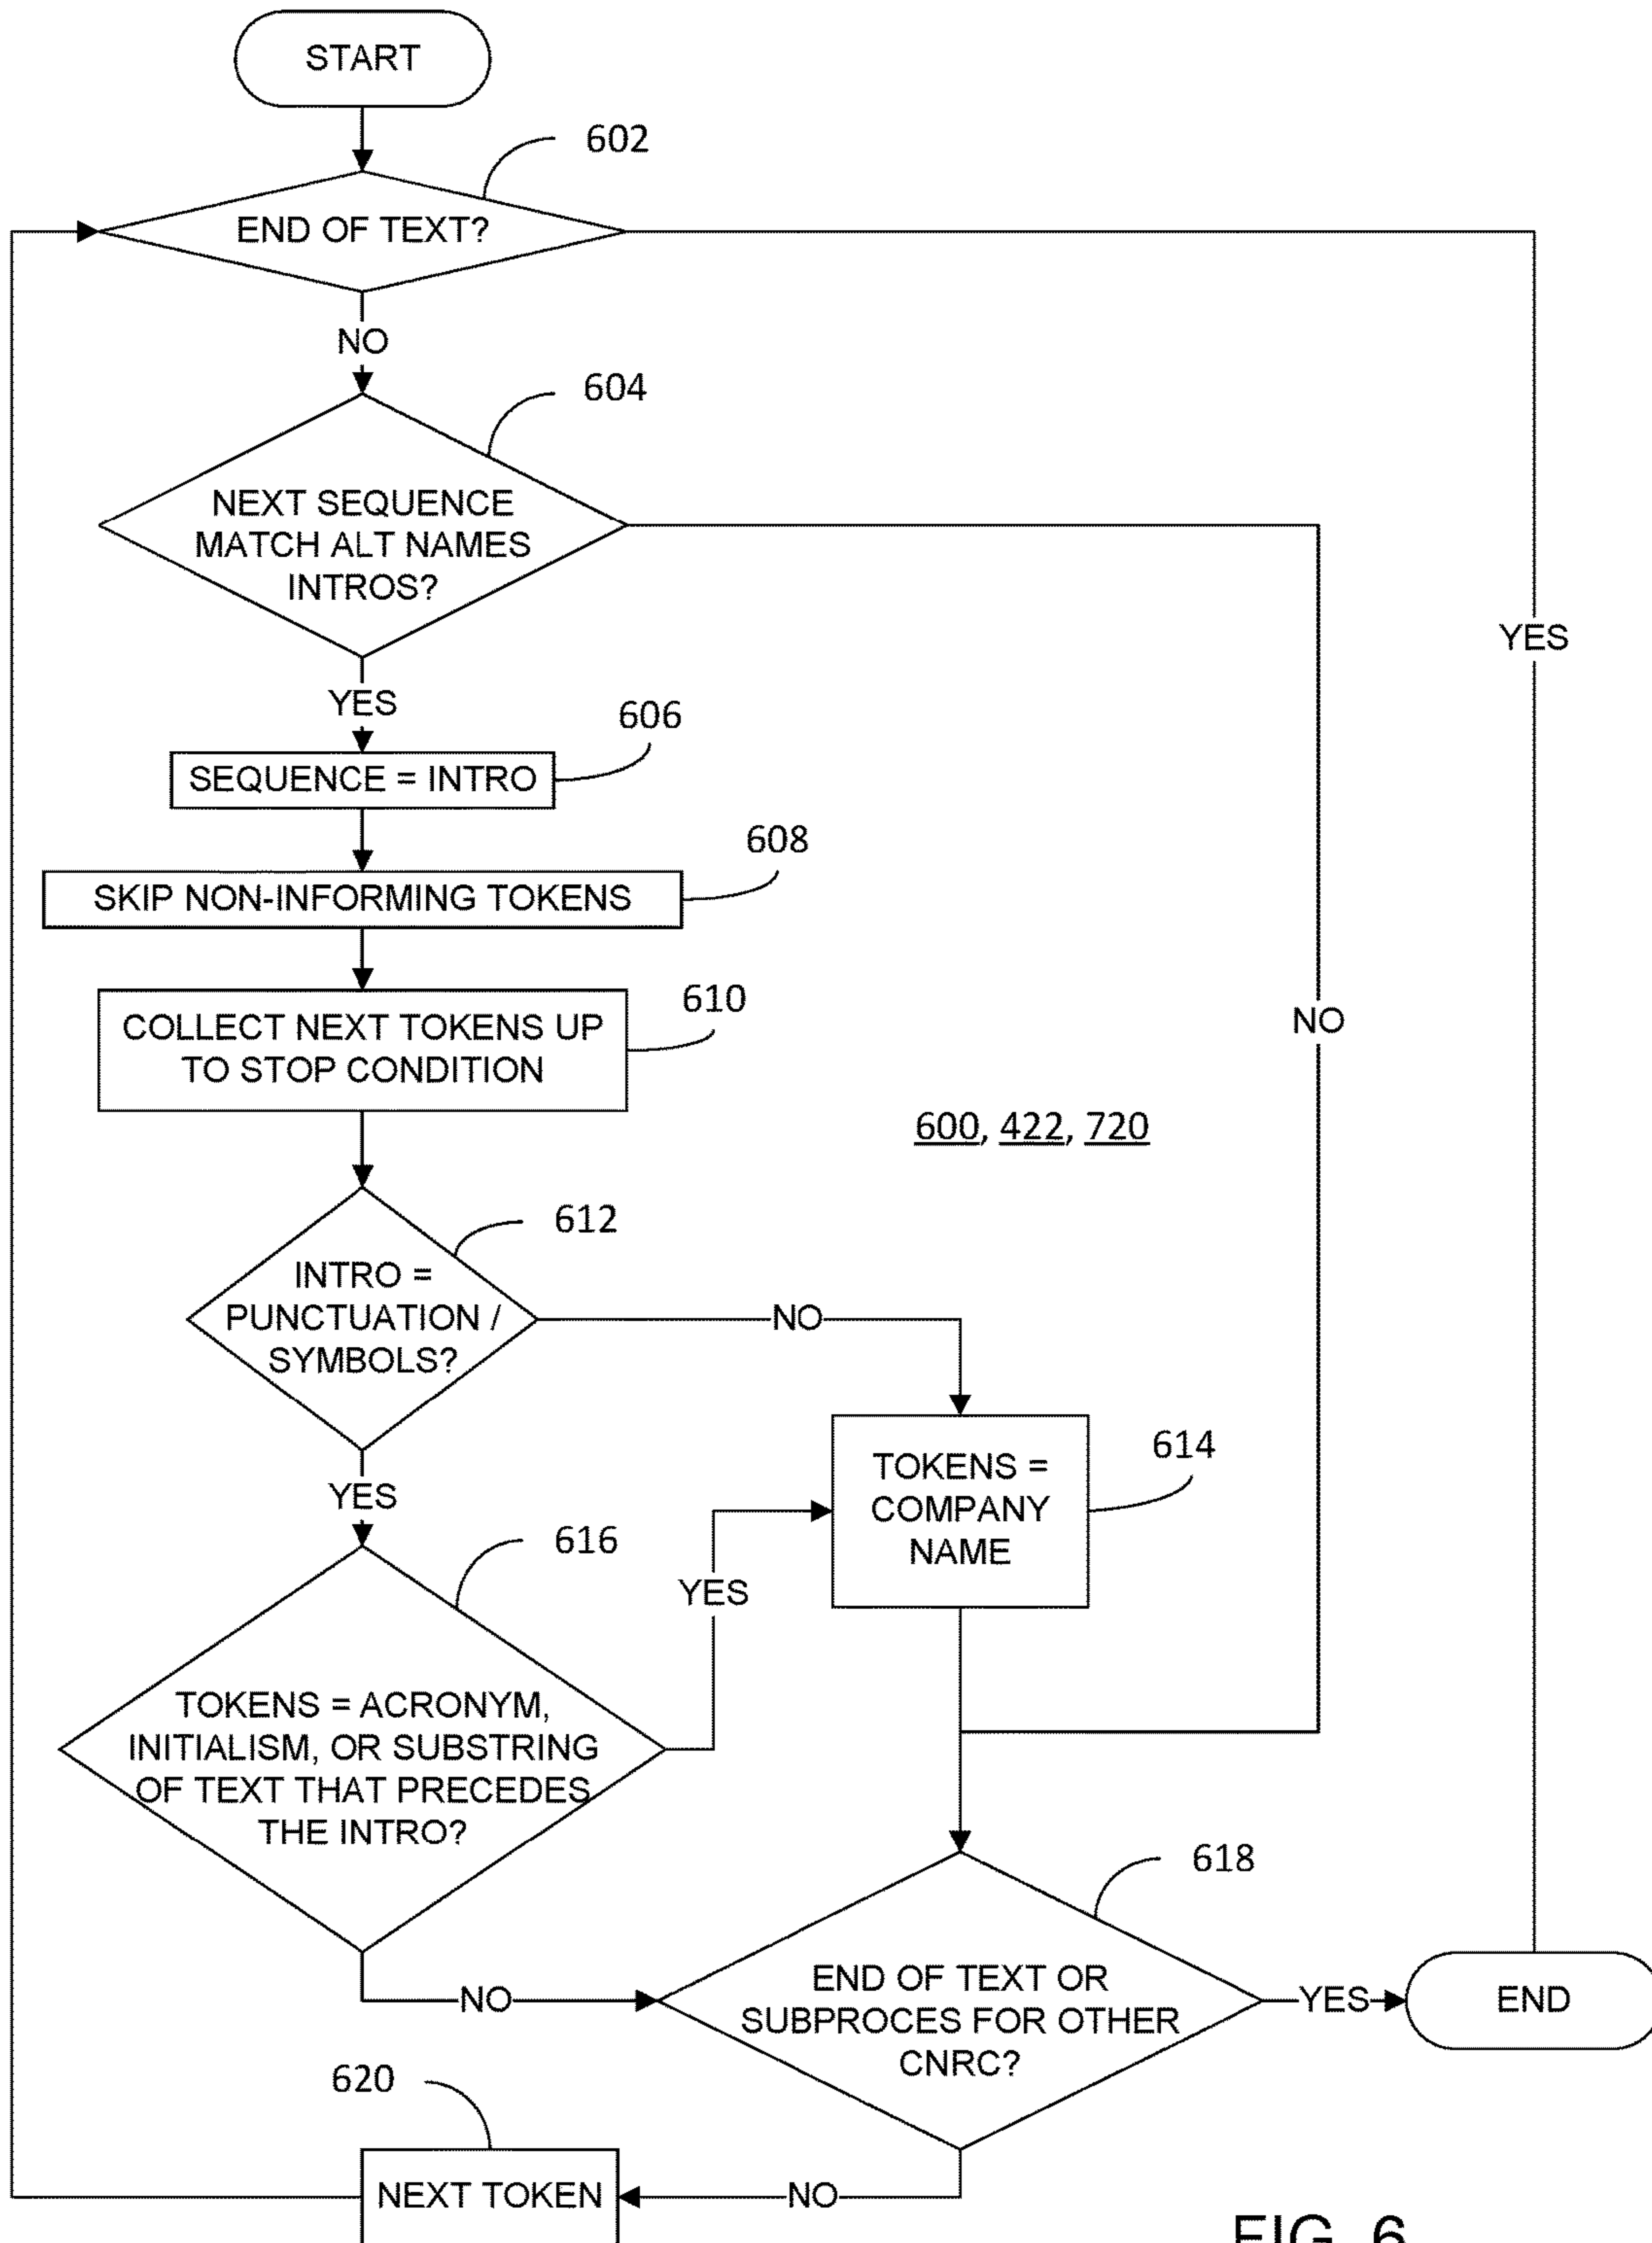 START
602
END OF TEXT?
NO
604
NEXT SEQUENCE
MATCH ALT NAMES
INTROS?
YES
YES
606
SEQUENCE = INTRO
608
SKIP NON-INFORMING TOKENS
610
COLLECT NEXT TOKENS UP
TO STOP CONDITION
NO
600, 422, 720
612
INTRO =
PUNCTUATION /
SYMBOLS?
NO
614
TOKENS =
COMPANY
NAME
YES
616
YES
TOKENS = ACRONYM,
INITIALISM, OR SUBSTRING
OF TEXT THAT PRECEDES
THE INTRO?
618
END OF TEXT OR
SUBPROCES FOR OTHER
CNRC?
NO
YES
END
620
NEXT TOKEN
NO
FIG. 6